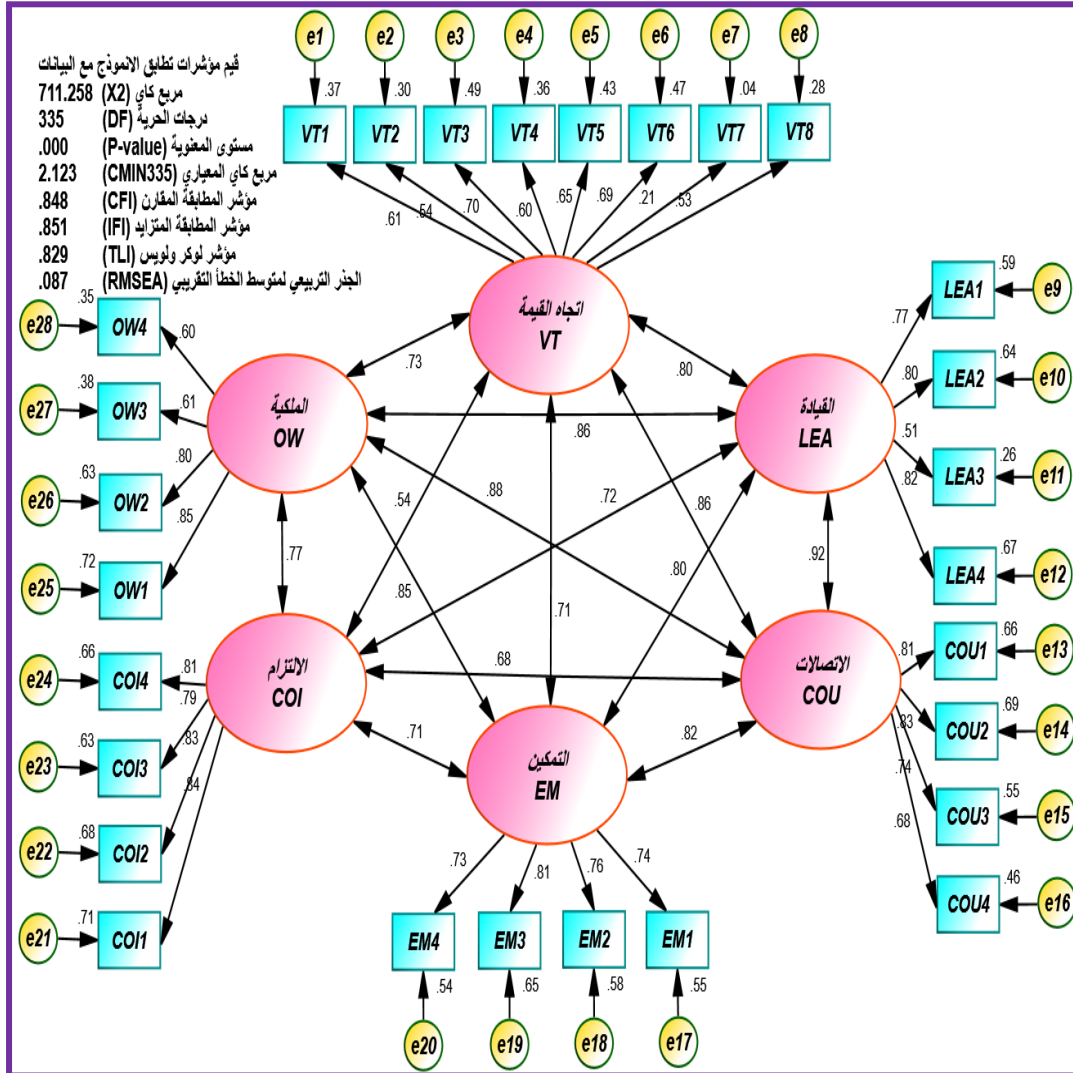 قيم مؤشرات تطابق الانموذج مع البيانات
مربع كاي (X2) 711.258
درجات الحرية (DF) 335
مستوى المعنوية (P-value) .000
مربع كاي المعياري (CMIN335) 2.123
مؤشر المطابقة المقارن (CFI) .848
مؤشر المطابقة المتزايد (IFI) .851
مؤشر لوكر ولويس (TLI) .829
الجذر التربيعي لمتوسط الخطأ التقريبي (RMSEA) .087
e1 e2 e3 e4 e5 e6 e7 e8
.37 .30 .49 .36 .43 .47 .04 .28
VT1 VT2 VT3 VT4 VT5 VT6 VT7 VT8
.61 .54 .70 .60 .65 .69 .21 .53
اتجاه القيمة
VT
القيادة
LEA
الاتصالات
COU
التمكين
EM
الالتزام
COI
الملكية
OW
.73
.80
.86
.54
.88
.72
.86
.77
.85
.71
.80
.92
.68
.71
.82
.77 LEA1 .59 e9
.80 LEA2 .64 e10
.51 LEA3 .26 e11
.82 LEA4 .67 e12
.81 COU1 .66 e13
.83 COU2 .69 e14
.74 COU3 .55 e15
.68 COU4 .46 e16
.73 .81 .76 .74
EM4 EM3 EM2 EM1
.54 .65 .58 .55
e20 e19 e18 e17
e28 .35 OW4 .60
e27 .38 OW3 .61
e26 .63 OW2 .80
e25 .72 OW1 .85
e24 .66 COI4 .81
e23 .63 COI3 .79
e22 .68 COI2 .83
e21 .71 COI1 .84